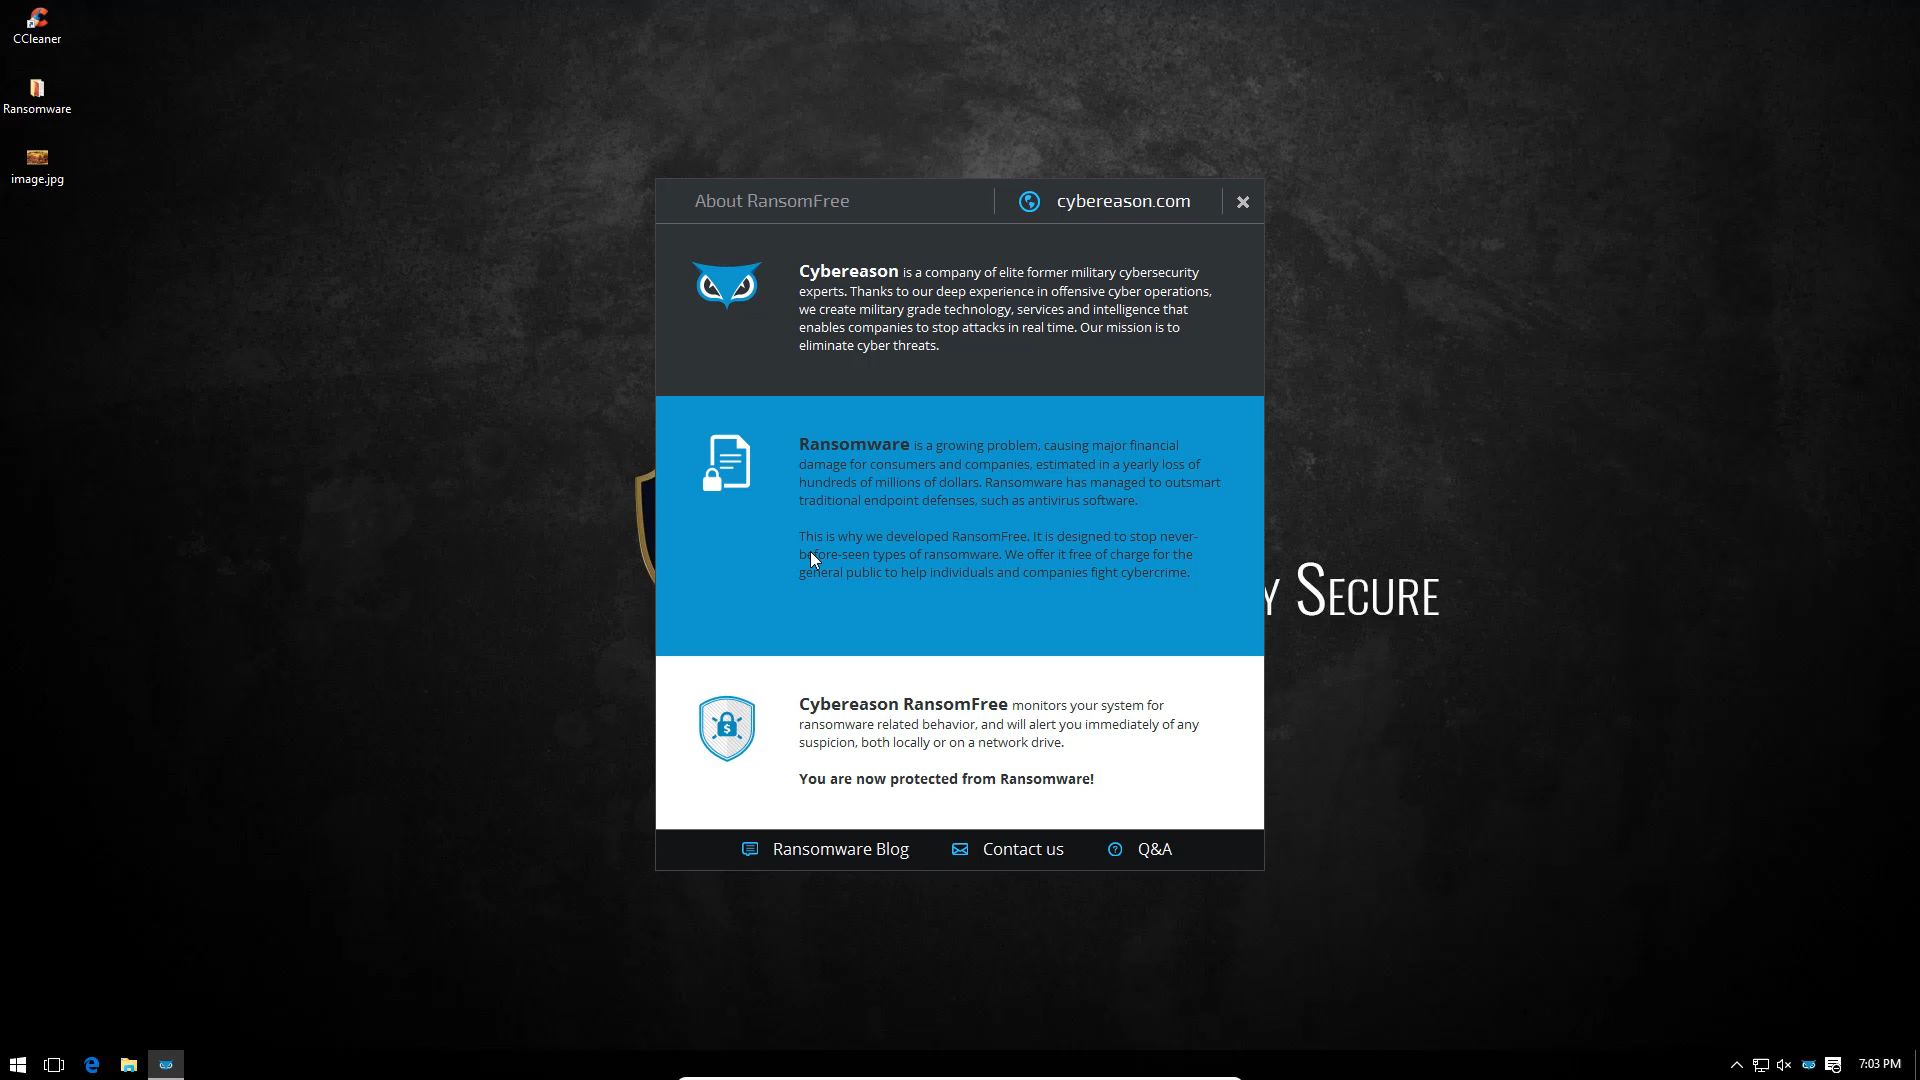 CCleaner
Ransomware
image.jpg
About RansomFree
cybereason.com
Cybereason is a company of elite former military cybersecurity
experts. Thanks to our deep experience in offensive cyber operations,
we create military grade technology, services and intelligence that
enables companies to stop attacks in real time. Our mission is to
eliminate cyber threats.
Ransomware is a growing problem, causing major financial
damage for consumers and companies, estimated in a yearly loss of
hundreds of millions of dollars. Ransomware has managed to outsmart
traditional endpoint defenses, such as antivirus software.
This is why we developed RansomFree. It is designed to stop never-
before-seen types of ransomware. We offer it free of charge for the
general public to help individuals and companies fight cybercrime.
Y SECURE
Cybereason RansomFree monitors your system for
ransomware related behavior, and will alert you immediately of any
suspicion, both locally or on a network drive.
You are now protected from Ransomware!
Ransomware Blog
Contact us
Q&A
7:03 PM